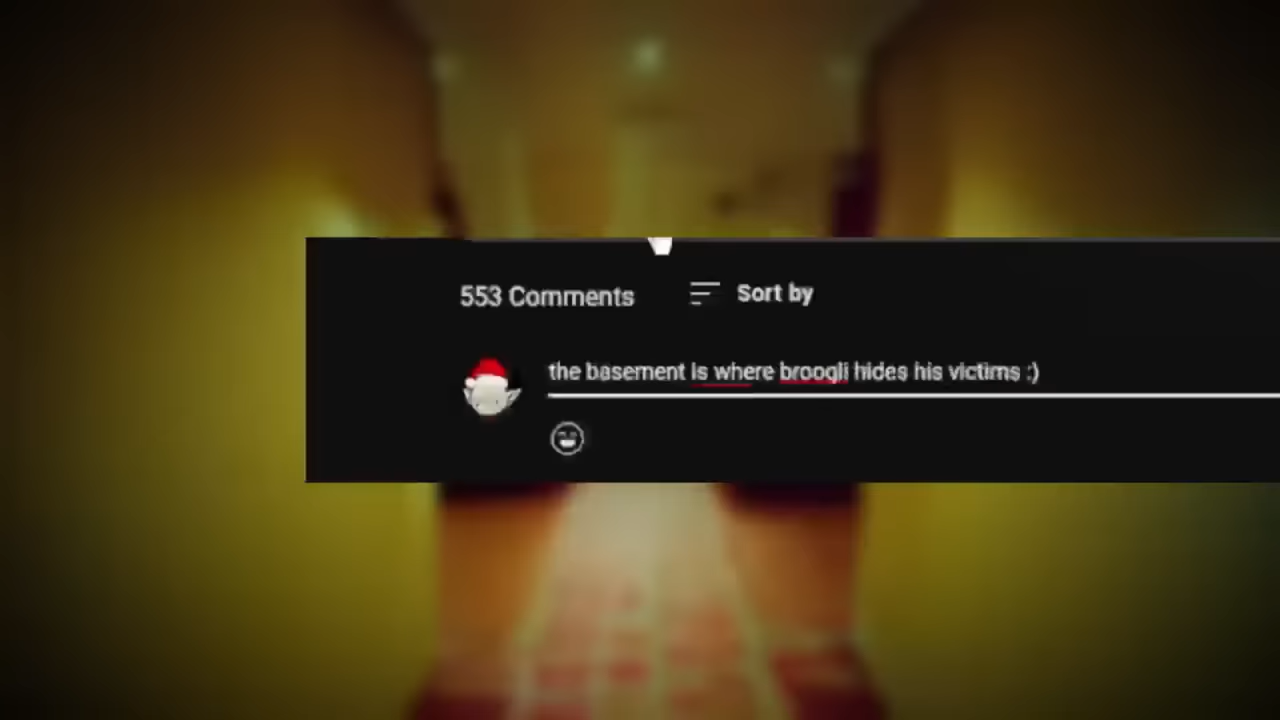 553 Comments
Sort by
the basement is where broogli hides his victims :)